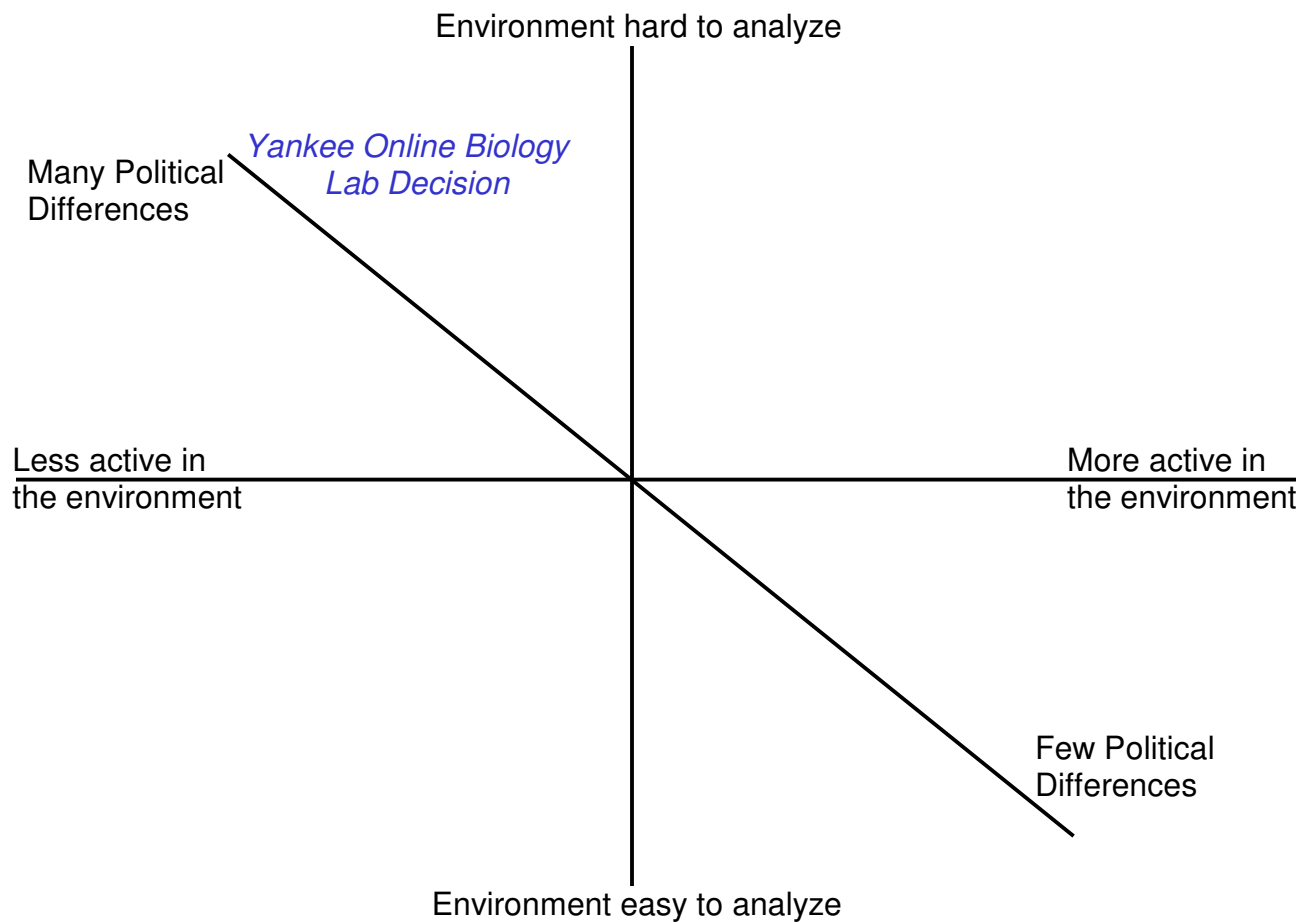 Environment hard to analyze
Yankee Online Biology
Lab Decision
Many Political
Differences
Less active in
the environment
More active in
the environment
Few Political
Differences
Environment easy to analyze